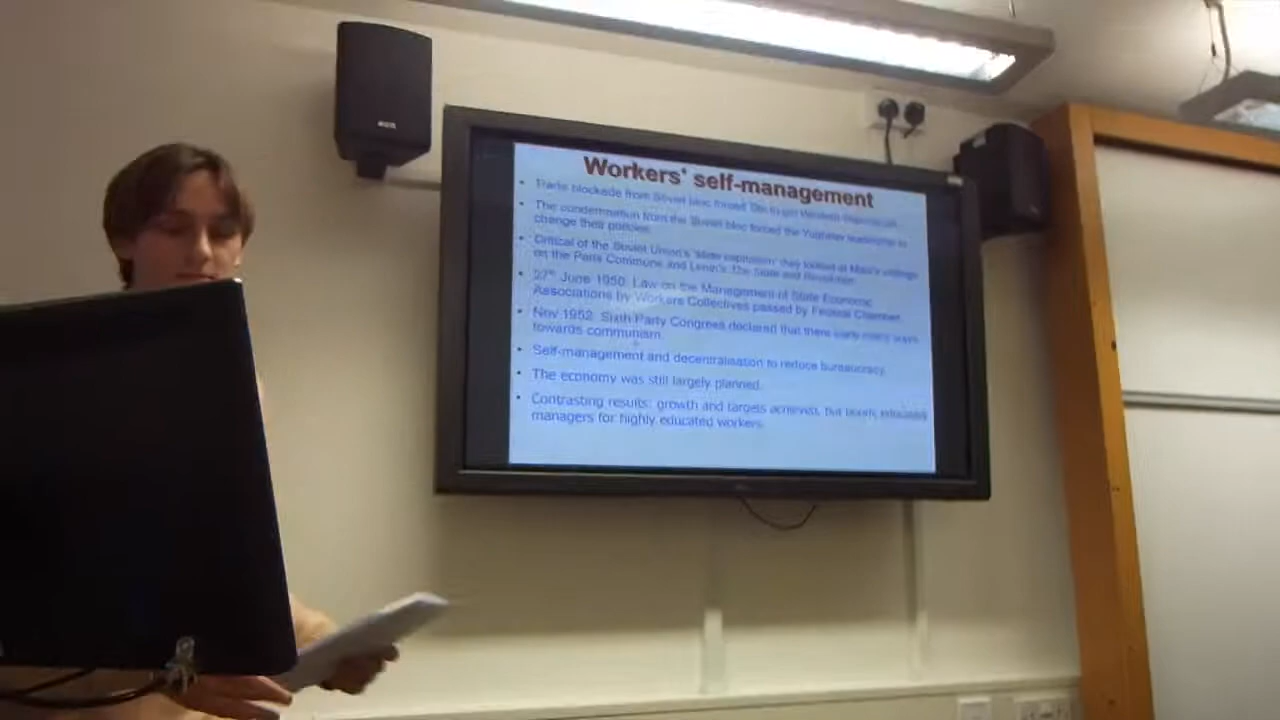 Workers' self-management
• Trade blockade from Soviet bloc forced Tito to get Western
• The condemnation from the Soviet bloc forced the Yugoslav leadership to
change their policies.
• Critical of the Soviet Union's 'state capitalism' they looked at Marx's writings
on the Paris Commune and Lenin's The State and Revolution.
• 27th June 1950: Law on the Management of State Economic
Associations by Workers Collectives passed by Federal Chamber.
• Nov 1952: Sixth Party Congress declared that there were many ways
towards communism.
• Self-management and decentralisation to reduce bureaucracy.
• The economy was still largely planned.
• Contrasting results: growth and targets achieved, but poorly educated
managers for highly educated workers.